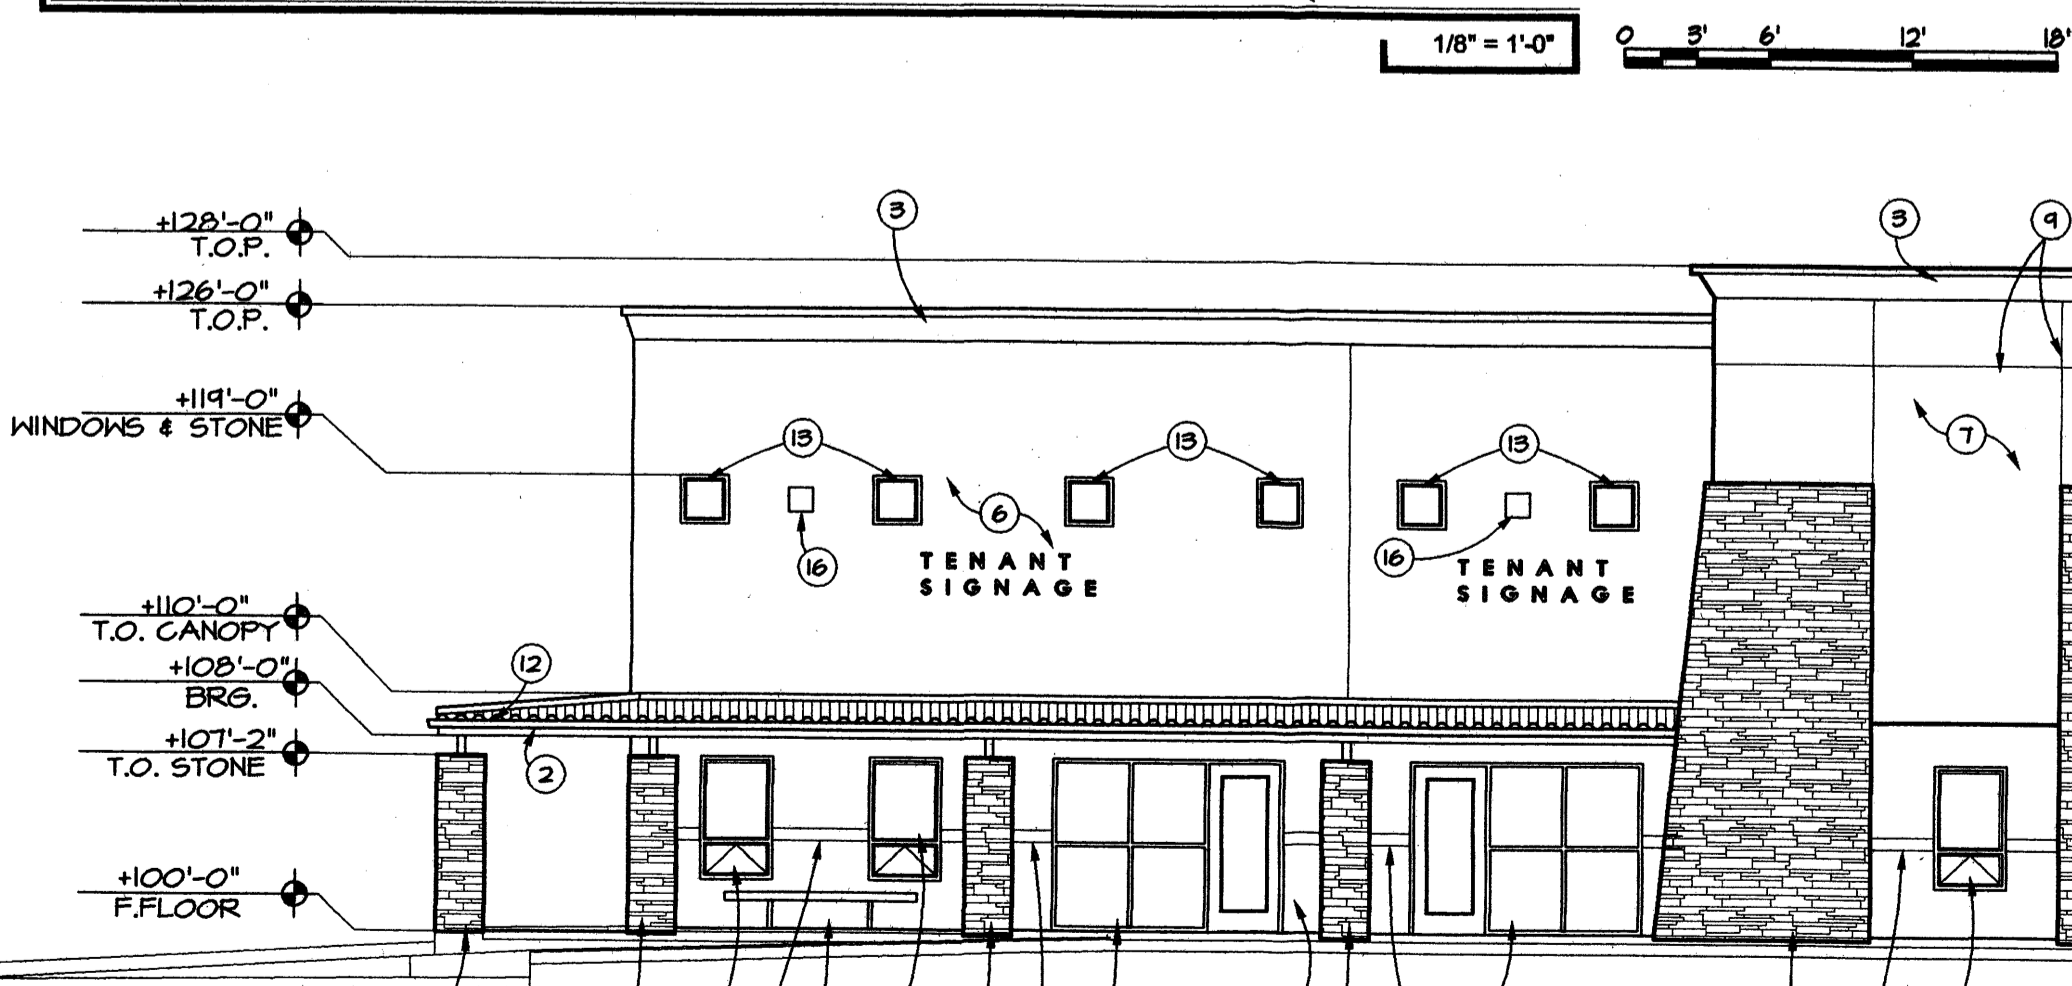 1/8" = 1'-0"
0 3' 6' 12' 18'
+128'-0"
T.O.P.
+126'-0"
T.O.P.
+119'-0"
WINDOWS & STONE
+110'-0"
T.O. CANOPY
+108'-0"
BRG.
+107'-2"
T.O. STONE
+100'-0"
F.FLOOR
3
3
9
13
13
13
7
6
16
16
TENANT
SIGNAGE
TENANT
SIGNAGE
12
2